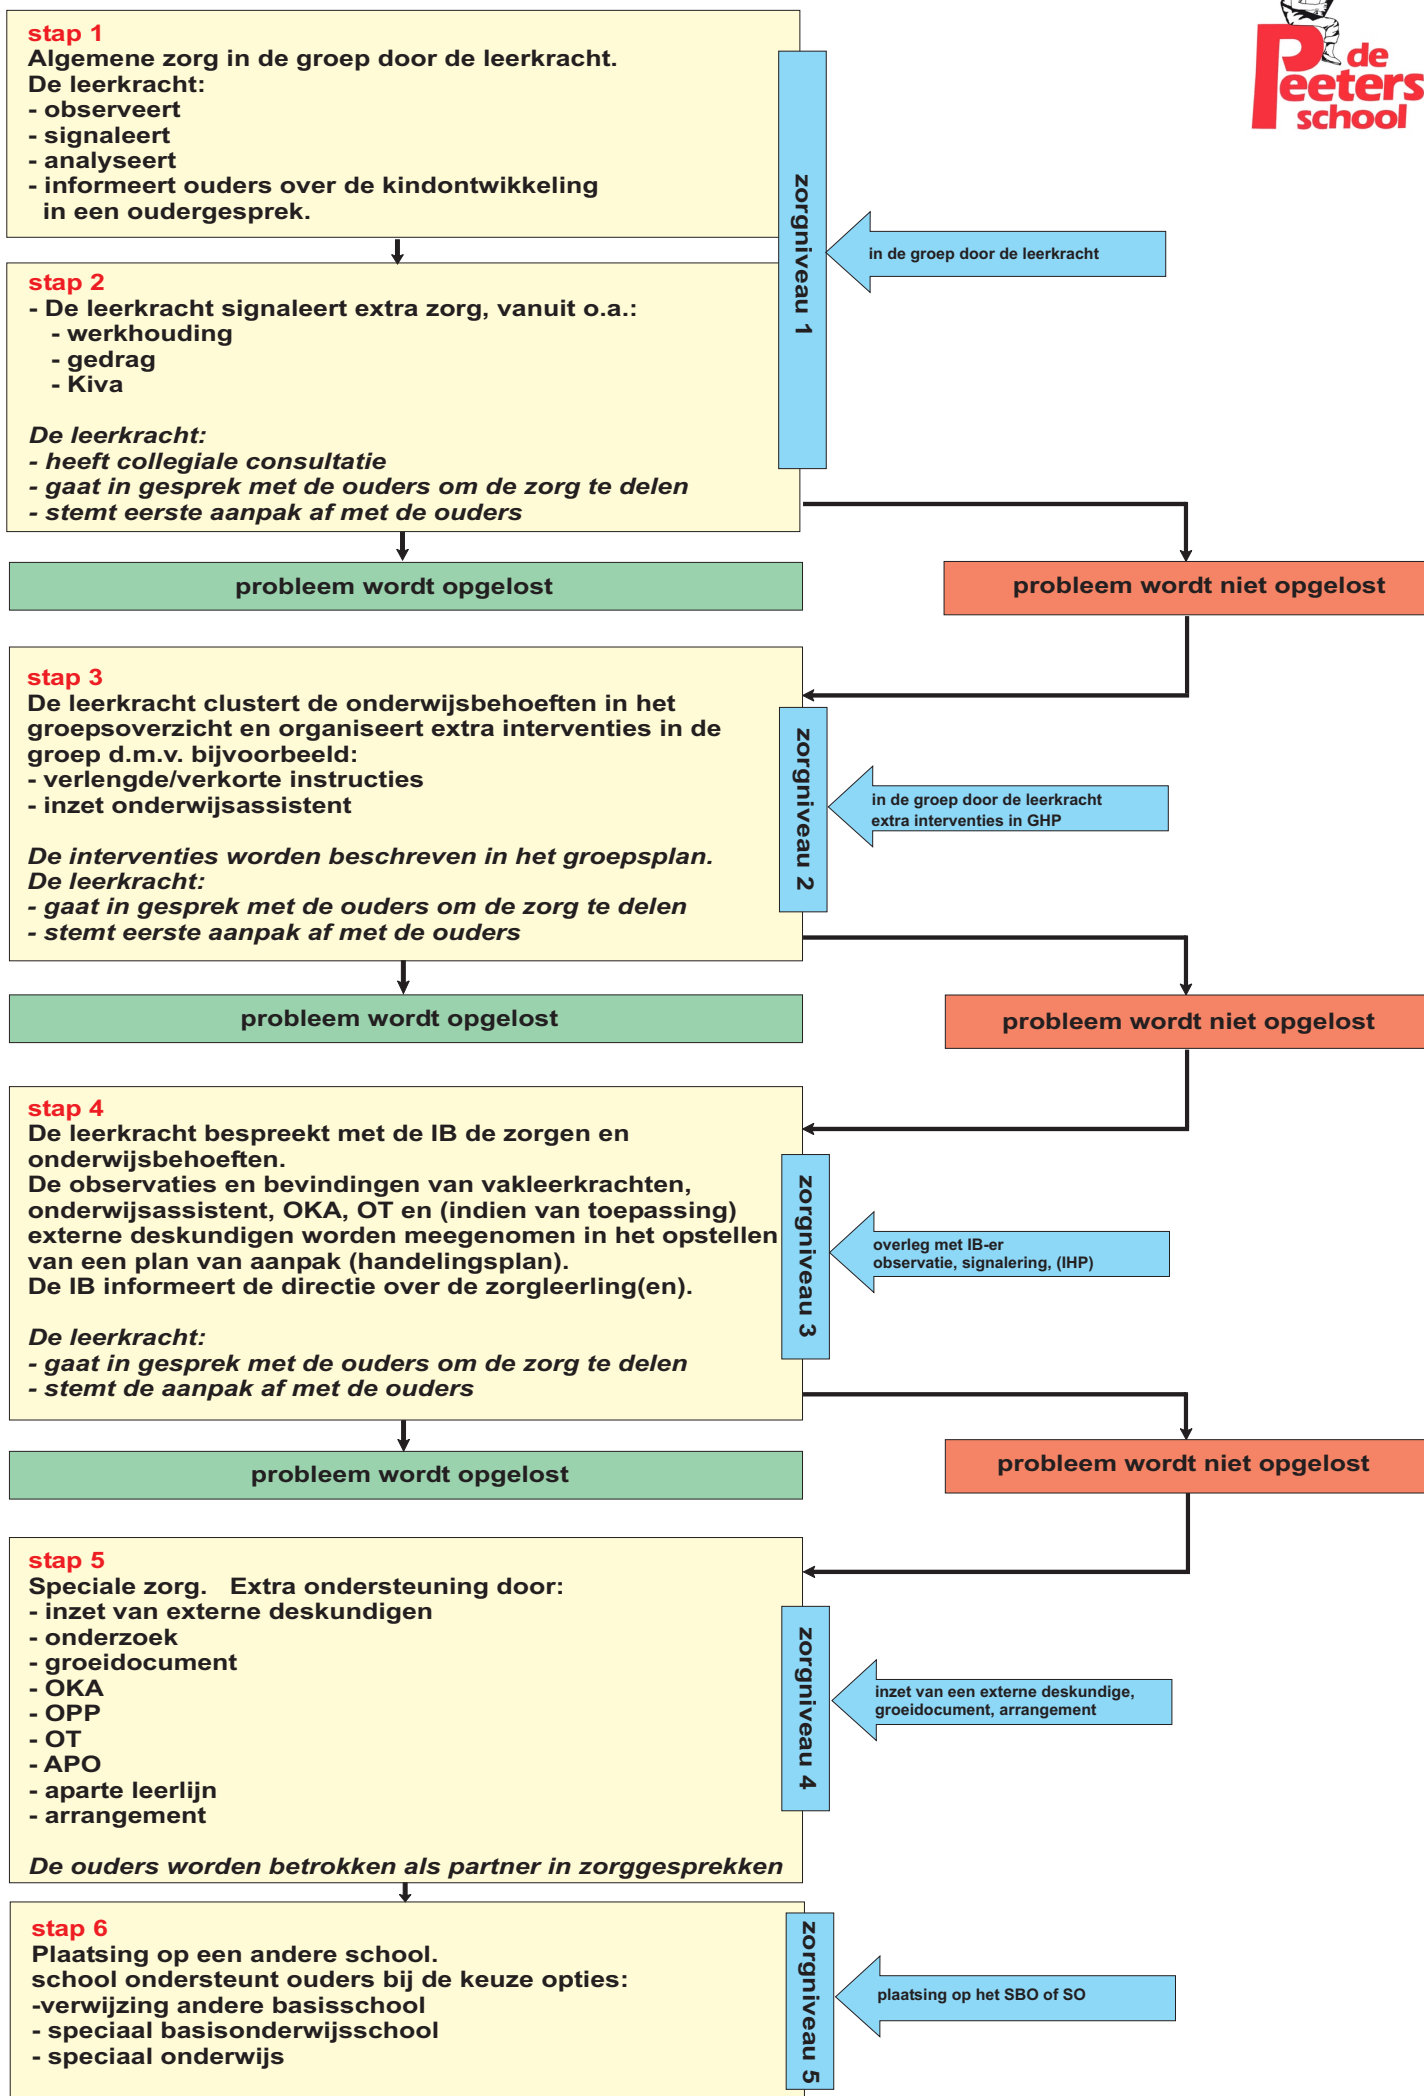 de
Peeters
school
stap 1
Algemene zorg in de groep door de leerkracht.
De leerkracht:
- observeert
- signaleert
- analyseert
- informeert ouders over de kindontwikkeling
in een oudergesprek.
zorgniveau 1
in de groep door de leerkracht
stap 2
- De leerkracht signaleert extra zorg, vanuit o.a.:
- werkhouding
- gedrag
- Kiva
De leerkracht:
- heeft collegiale consultatie
- gaat in gesprek met de ouders om de zorg te delen
- stemt eerste aanpak af met de ouders
probleem wordt opgelost
probleem wordt niet opgelost
stap 3
De leerkracht clustert de onderwijsbehoeften in het
groepsoverzicht en organiseert extra interventies in de
groep d.m.v. bijvoorbeeld:
- verlengde/verkorte instructies
- inzet onderwijsassistent
De interventies worden beschreven in het groepsplan.
De leerkracht:
- gaat in gesprek met de ouders om de zorg te delen
- stemt eerste aanpak af met de ouders
zorgniveau 2
in de groep door de leerkracht
extra interventies in GHP
probleem wordt opgelost
probleem wordt niet opgelost
stap 4
De leerkracht bespreekt met de IB de zorgen en
onderwijsbehoeften.
De observaties en bevindingen van vakleerkrachten,
onderwijsassistent, OKA, OT en (indien van toepassing)
externe deskundigen worden meegenomen in het opstellen
van een plan van aanpak (handelingsplan).
De IB informeert de directie over de zorgleerling(en).
De leerkracht:
- gaat in gesprek met de ouders om de zorg te delen
- stemt de aanpak af met de ouders
zorgniveau 3
overleg met IB-er
observatie, signalering, (IHP)
probleem wordt opgelost
probleem wordt niet opgelost
stap 5
Speciale zorg. Extra ondersteuning door:
- inzet van externe deskundigen
- onderzoek
- groeidocument
- OKA
- OPP
- OT
- APO
- aparte leerlijn
- arrangement
De ouders worden betrokken als partner in zorggesprekken
zorgniveau 4
inzet van een externe deskundige,
groeidocument, arrangement
stap 6
Plaatsing op een andere school.
school ondersteunt ouders bij de keuze opties:
-verwijzing andere basisschool
- speciaal basisonderwijsschool
- speciaal onderwijs
zorgniveau 5
plaatsing op het SBO of SO